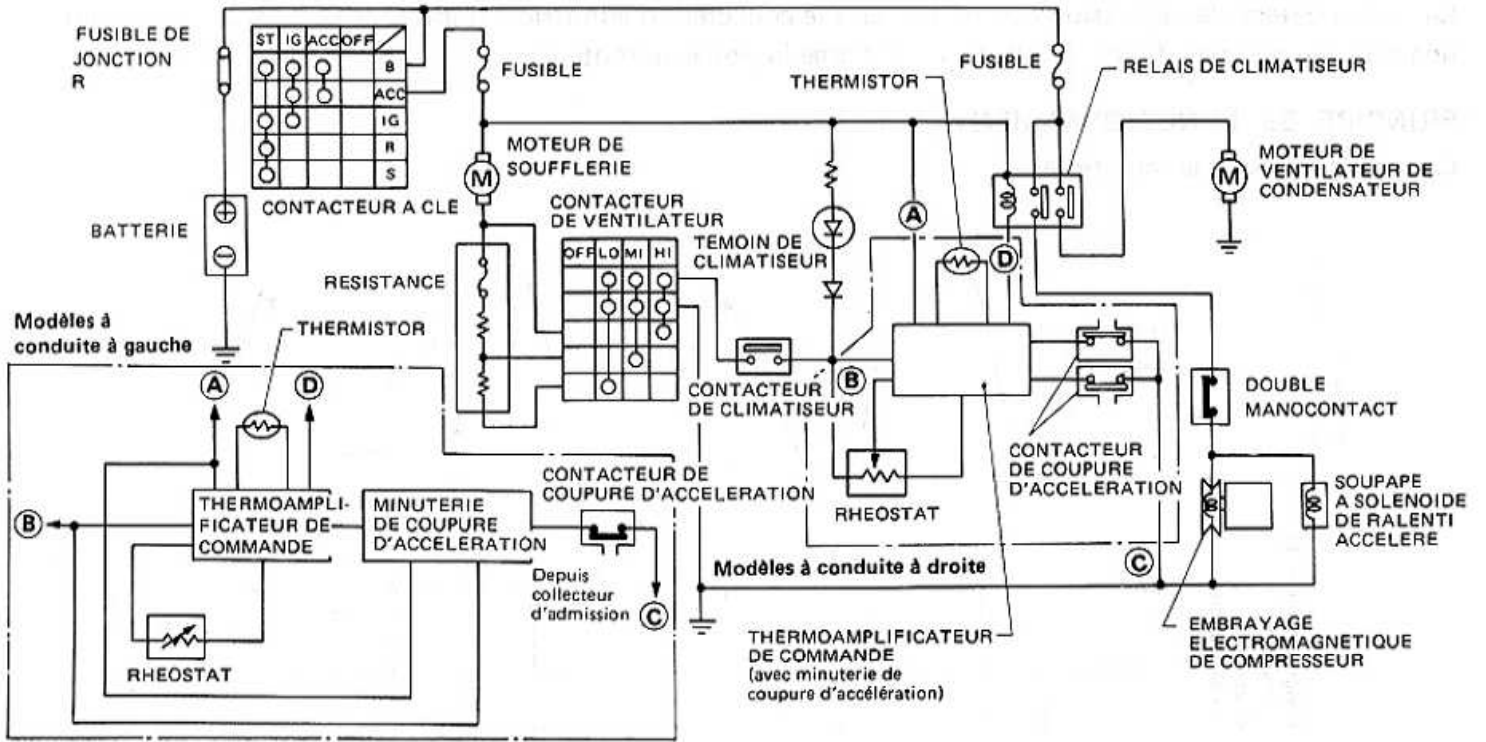 FUSIBLE DE
JONCTION
R
ST IG ACC OFF
B
ACC
IG
R
S
CONTACTEUR A CLE
BATTERIE
FUSIBLE
MOTEUR DE
SOUFFLERIE
M
RESISTANCE
CONTACTEUR
DE VENTILATEUR
OFF LO MI HI
THERMISTOR
FUSIBLE
RELAIS DE CLIMATISEUR
MOTEUR DE
VENTILATEUR DE
CONDENSATEUR
M
TEMOIN DE
CLIMATISEUR
A
D
B
CONTACTEUR
DE CLIMATISEUR
RHEOSTAT
CONTACTEUR
DE COUPURE
D'ACCELERATION
DOUBLE
MANOCONTACT
SOUPAPE
A SOLENOIDE
DE RALENTI
ACCELERE
C
EMBRAYAGE
ELECTROMAGNETIQUE
DE COMPRESSEUR
Modèles à conduite à droite
THERMOAMPLIFICATEUR
DE COMMANDE
(avec minuterie de
coupure d'accélération)
Modèles à
conduite à gauche
THERMISTOR
A
D
B
THERMOAMPLI-
FICATEUR DE
COMMANDE
MINUTERIE
DE COUPURE
D'ACCELERATION
CONTACTEUR DE
COUPURE D'ACCELERATION
Depuis
collecteur
d'admission
C
RHEOSTAT